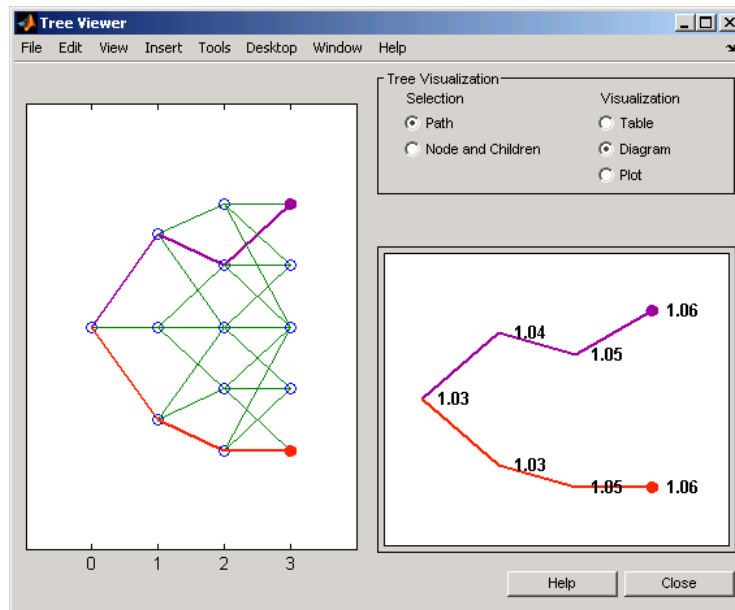 Tree Viewer
File Edit View Insert Tools Desktop Window Help
Tree Visualization
Selection Visualization
Path Table
Node and Children Diagram
Plot
0 1 2 3
1.06
1.04
1.05
1.03
1.03
1.05 1.06
Help Close